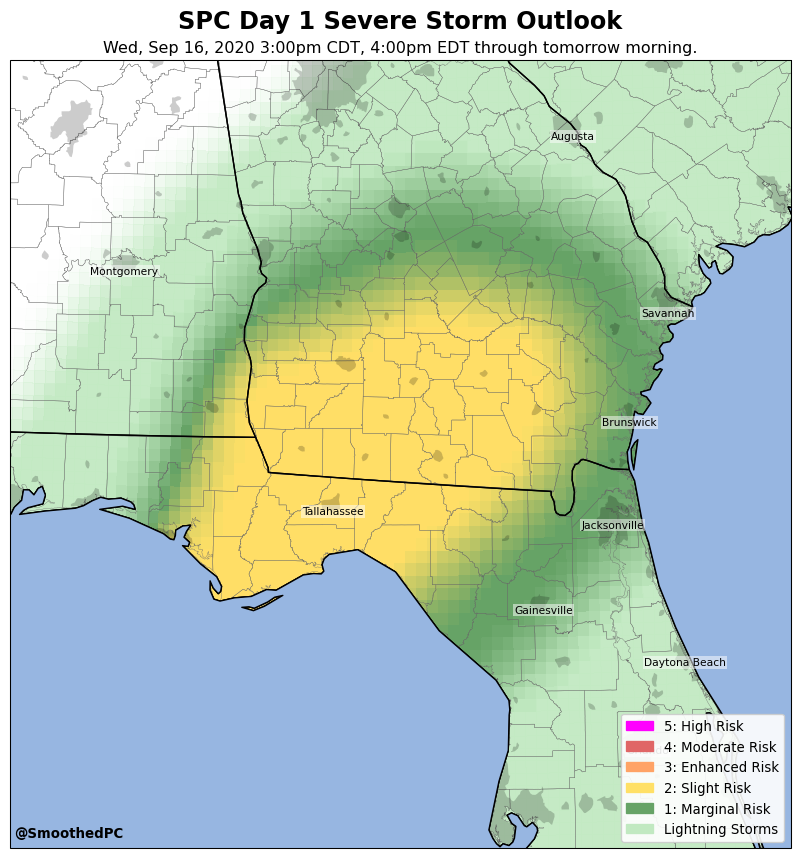 SPC Day 1 Severe Storm Outlook
Wed, Sep 16, 2020 3:00pm CDT, 4:00pm EDT through tomorrow morning.
Augusta
Montgomery
Savannah
Brunswick
Tallahassee
Jacksonville
Gainesville
Daytona Beach
5: High Risk
4: Moderate Risk
3: Enhanced Risk
2: Slight Risk
1: Marginal Risk
Lightning Storms
@SmoothedPC